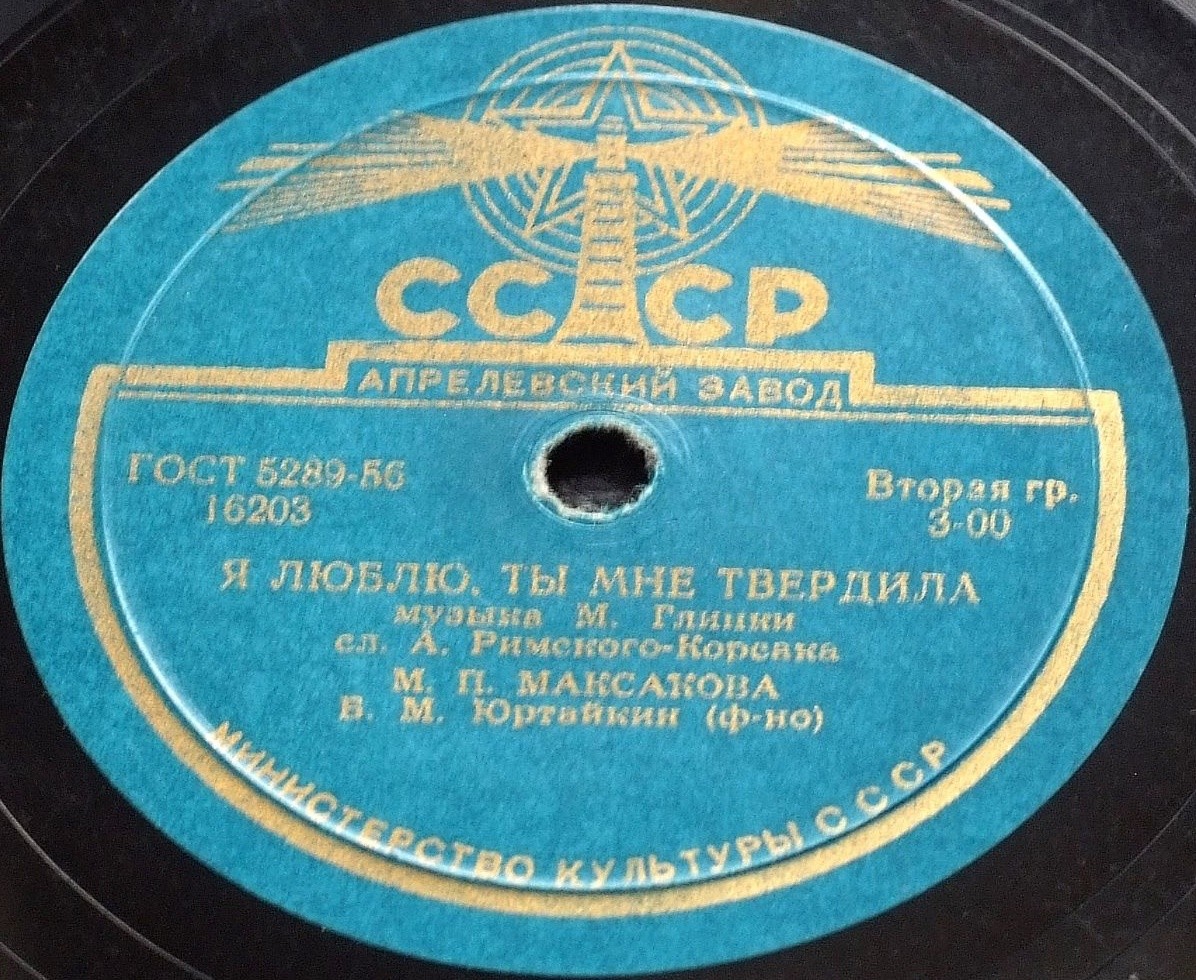 СССР
АПРЕЛЕВСКИЙ ЗАВОД
ГОСТ 5289-56
16203
Вторая гр.
3-00
Я ЛЮБЛЮ, ТЫ МНЕ ТВЕРДИЛА
музыка М. Глинки
сл. А. Римского-Корсака
М. П. МАКСАКОВА
В. М. Юртайкин (ф-но)
МИНИСТЕРСТВО КУЛЬТУРЫ СССР